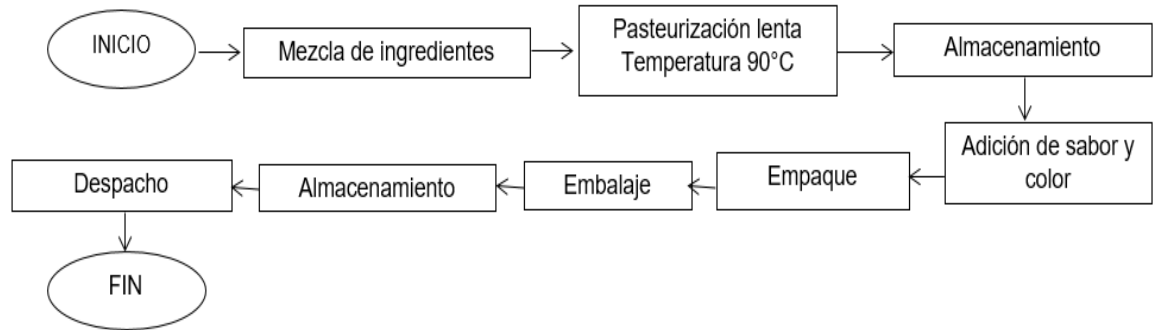 INICIO
Mezcla de ingredientes
Pasteurización lenta
Temperatura 90°C
Almacenamiento
Adición de sabor y
color
Empaque
Embalaje
Almacenamiento
Despacho
FIN